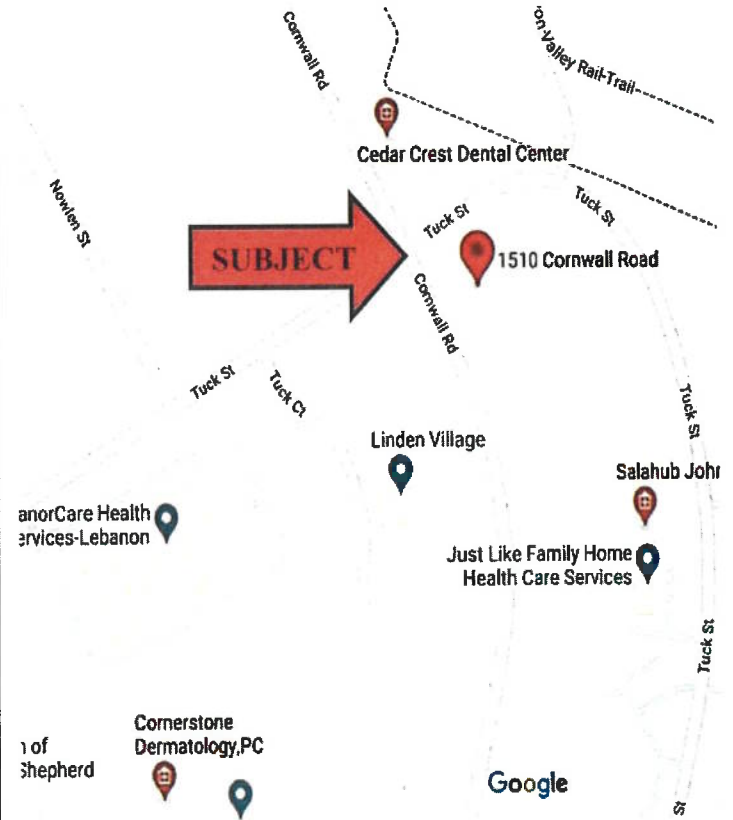 Cornwall Rd
on-Valley Rail-Trail
Cedar Crest Dental Center
Nowlen St
Tuck St
Tuck St
SUBJECT
1510 Cornwall Road
Cornwall Rd
Tuck St
Tuck Ct
Tuck St
Linden Village
Salahub John
anorCare Health
ervices-Lebanon
Just Like Family Home
Health Care Services
Tuck St
Cornerstone
Dermatology,PC
n of
Shepherd
Google
St